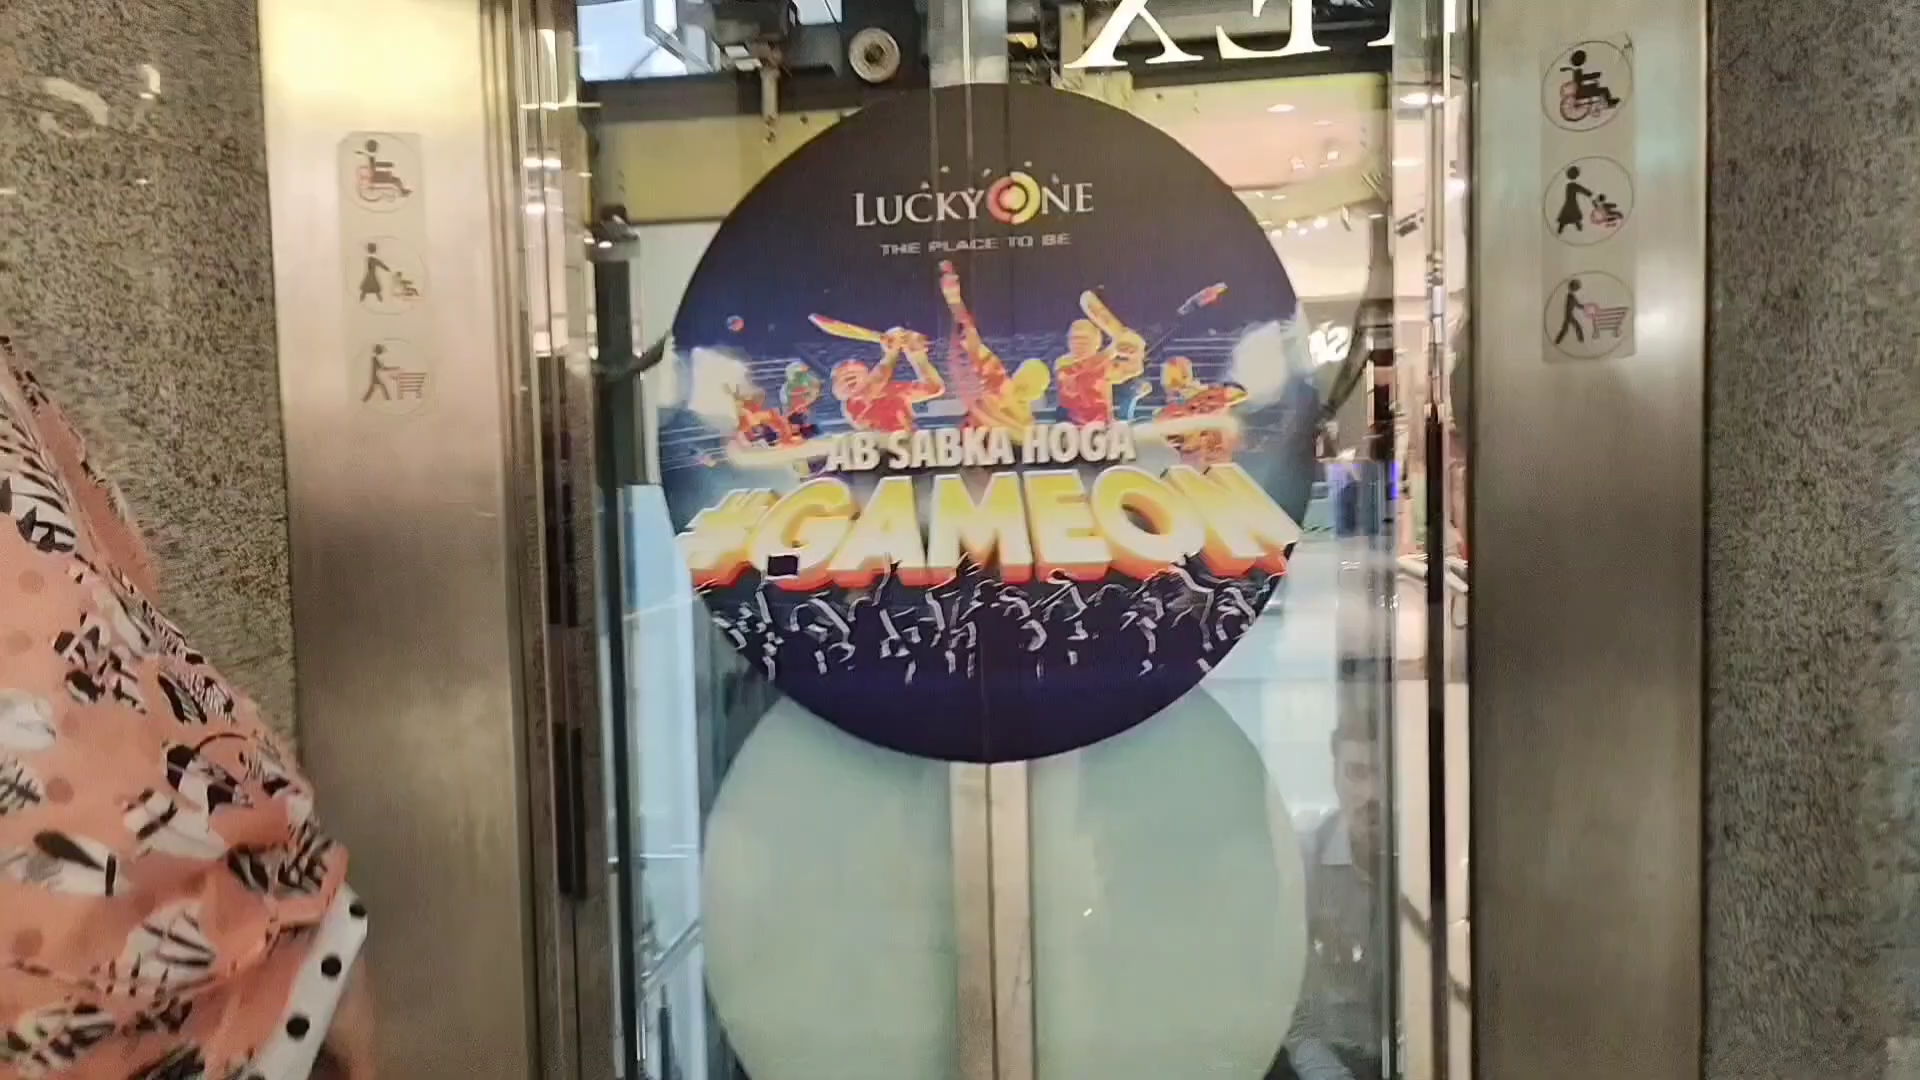 LUCKYONE
THE PLACE TO BE
AB SABKA HOGA
#GAMEON